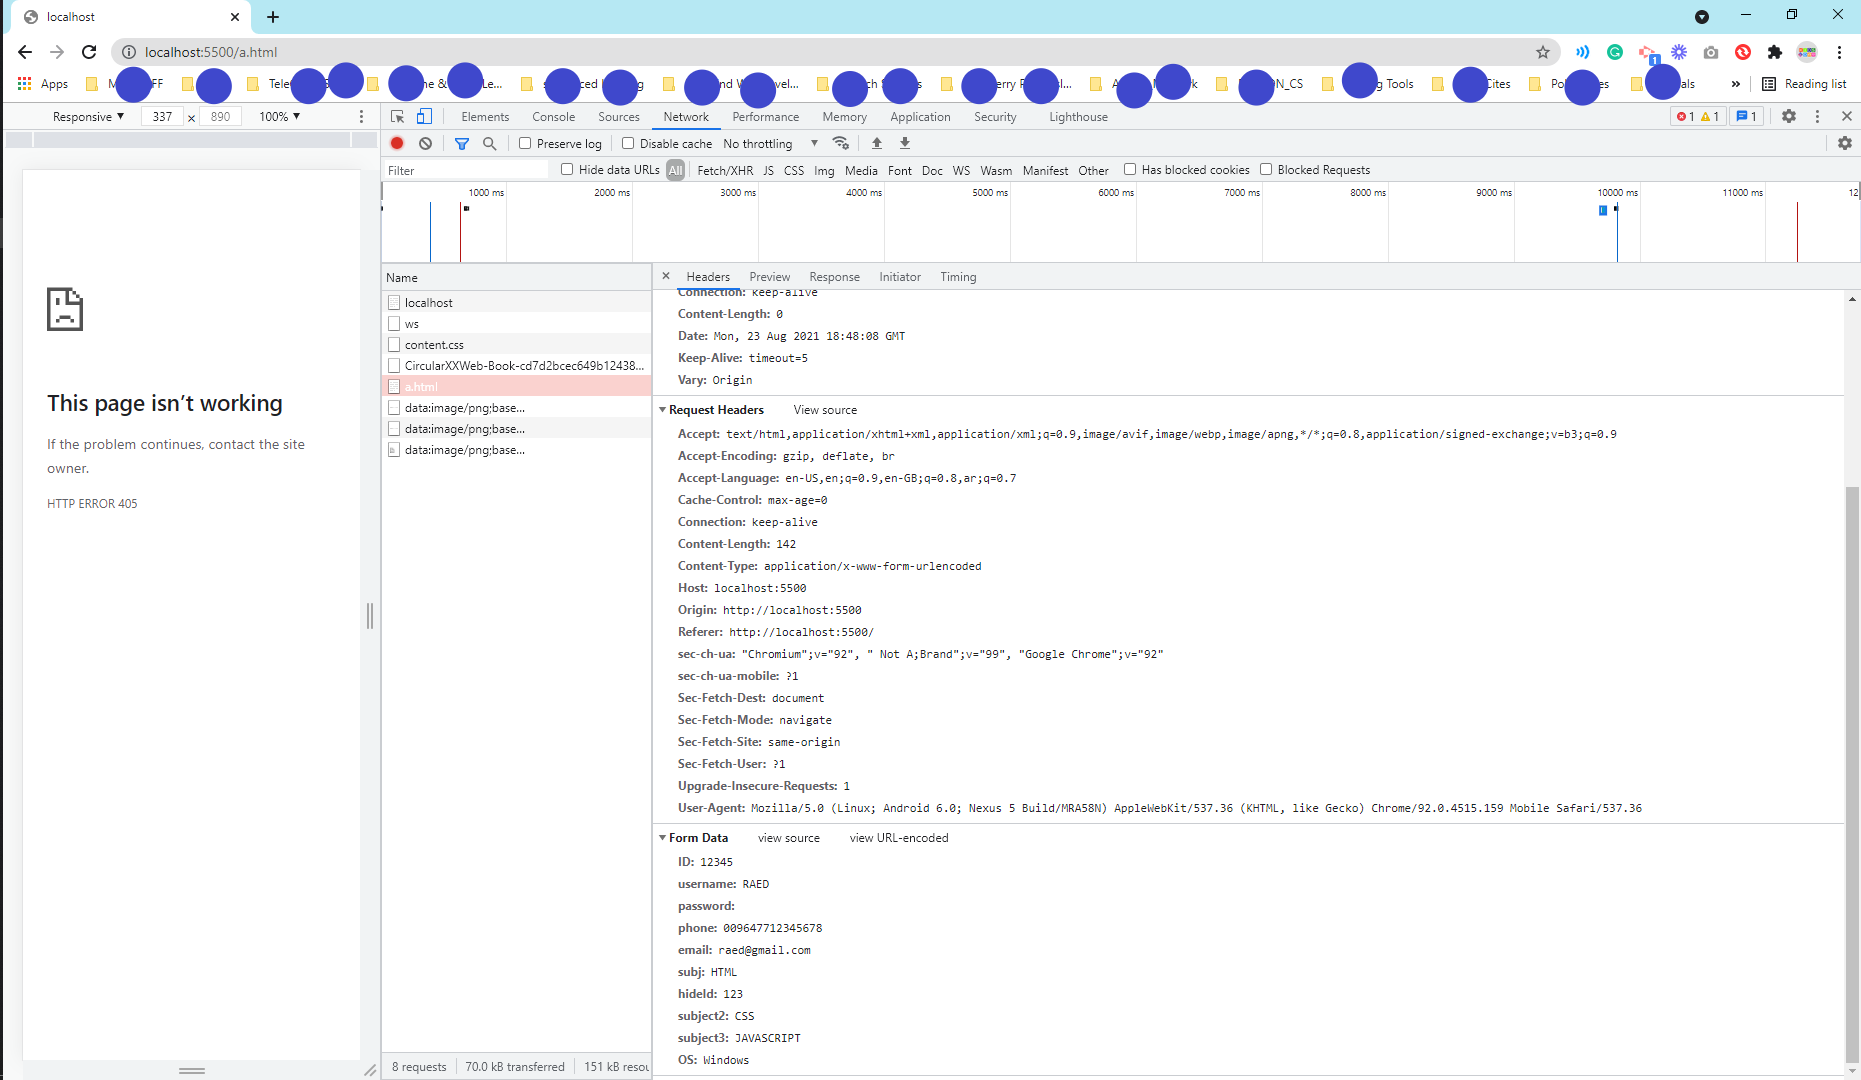 localhost
localhost:5500/a.html
Apps
FF
Le...
Tools
Cites
CS
Reading list
Responsive 337 × 890 100%
Elements Console Sources Network Performance Memory Application Security Lighthouse 1 1 1
Preserve log Disable cache No throttling
Filter Hide data URLs All Fetch/XHR JS CSS Img Media Font Doc WS Wasm Manifest Other Has blocked cookies Blocked Requests
1000 ms 2000 ms 3000 ms 4000 ms 5000 ms 6000 ms 7000 ms 8000 ms 9000 ms 10000 ms 11000 ms 12
This page isn’t working
If the problem continues, contact the site
owner.
HTTP ERROR 405
Name
localhost
ws
content.css
CircularXXWeb-Book-cd7d2bcec649b12438...
a.html
data:image/png;base...
data:image/png;base...
data:image/png;base...
8 requests 70.0 kB transferred 151 kB resou
Headers Preview Response Initiator Timing
Connection: keep-alive
Content-Length: 0
Date: Mon, 23 Aug 2021 18:48:08 GMT
Keep-Alive: timeout=5
Vary: Origin
Request Headers View source
Accept: text/html,application/xhtml+xml,application/xml;q=0.9,image/avif,image/webp,image/apng,*/*;q=0.8,application/signed-exchange;v=b3;q=0.9
Accept-Encoding: gzip, deflate, br
Accept-Language: en-US,en;q=0.9,en-GB;q=0.8,ar;q=0.7
Cache-Control: max-age=0
Connection: keep-alive
Content-Length: 142
Content-Type: application/x-www-form-urlencoded
Host: localhost:5500
Origin: http://localhost:5500
Referer: http://localhost:5500/
sec-ch-ua: "Chromium";v="92", " Not A;Brand";v="99", "Google Chrome";v="92"
sec-ch-ua-mobile: ?1
Sec-Fetch-Dest: document
Sec-Fetch-Mode: navigate
Sec-Fetch-Site: same-origin
Sec-Fetch-User: ?1
Upgrade-Insecure-Requests: 1
User-Agent: Mozilla/5.0 (Linux; Android 6.0; Nexus 5 Build/MRA58N) AppleWebKit/537.36 (KHTML, like Gecko) Chrome/92.0.4515.159 Mobile Safari/537.36
Form Data view source view URL-encoded
ID: 12345
username: RAED
password:
phone: 009647712345678
email: raed@gmail.com
subj: HTML
hideId: 123
subject2: CSS
subject3: JAVASCRIPT
OS: Windows